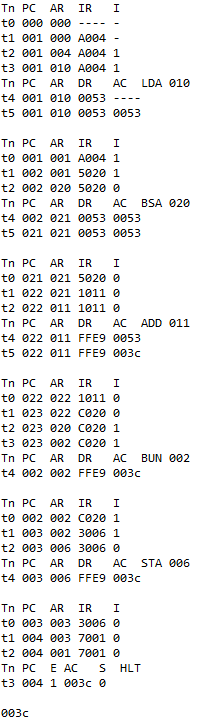 Tn PC  AR  IR   I
t0 000 000 ---- -
t1 001 000 A004 -
t2 001 004 A004 1
t3 001 010 A004 1
Tn PC  AR  DR   AC  LDA 010
t4 001 010 0053 ----
t5 001 010 0053 0053

Tn PC  AR  IR   I
t0 001 001 A004 1
t1 002 001 5020 1
t2 002 020 5020 0
Tn PC  AR  DR   AC  BSA 020
t4 002 021 0053 0053
t5 021 021 0053 0053

Tn PC  AR  IR   I
t0 021 021 5020 0
t1 022 021 1011 0
t2 022 011 1011 0
Tn PC  AR  DR   AC  ADD 011
t4 022 011 FFE9 0053
t5 022 011 FFE9 003c

Tn PC  AR  IR   I
t0 022 022 1011 0
t1 023 022 C020 0
t2 023 020 C020 1
t3 023 002 C020 1
Tn PC  AR  DR   AC  BUN 002
t4 002 002 FFE9 003c

Tn PC  AR  IR   I
t0 002 002 C020 1
t1 003 002 3006 1
t2 003 006 3006 0
Tn PC  AR  DR   AC  STA 006
t4 003 006 FFE9 003c

Tn PC  AR  IR   I
t0 003 003 3006 0
t1 004 003 7001 0
t2 004 001 7001 0
Tn PC  E AC   S  HLT
t3 004 1 003c 0

003c